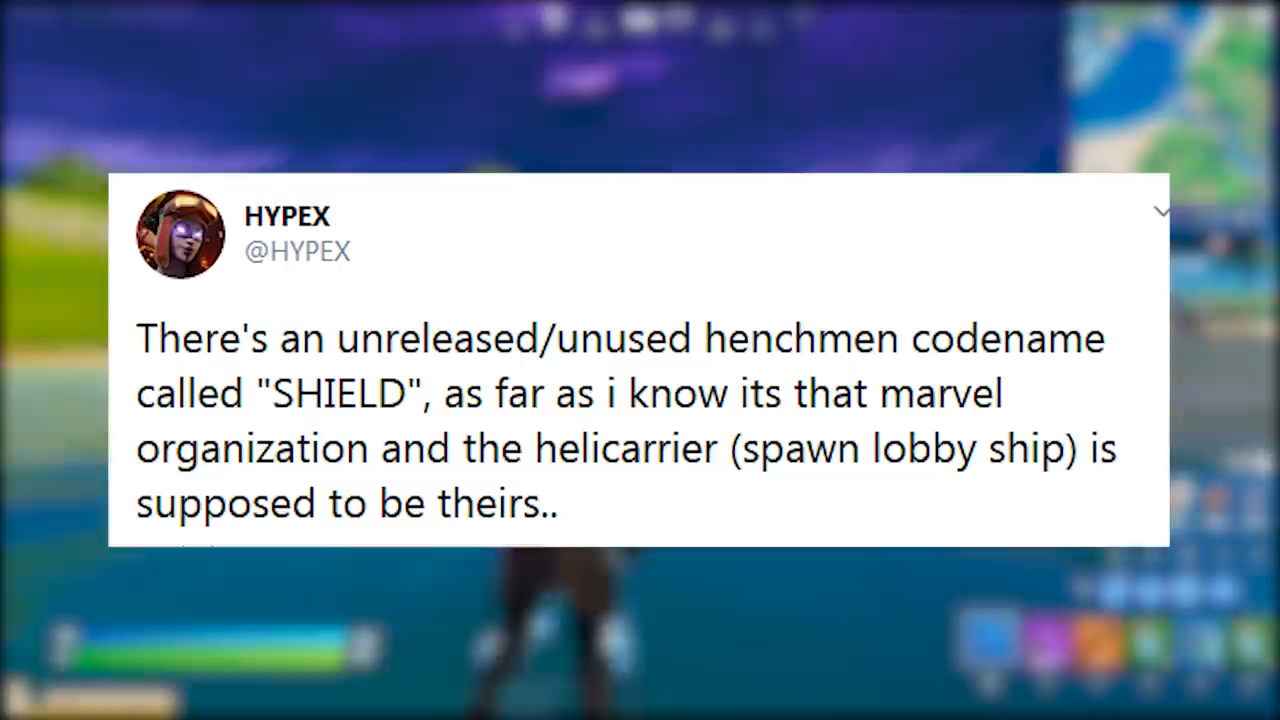 HYPEX
@HYPEX
There's an unreleased/unused henchmen codename
called "SHIELD", as far as i know its that marvel
organization and the helicarrier (spawn lobby ship) is
supposed to be theirs..